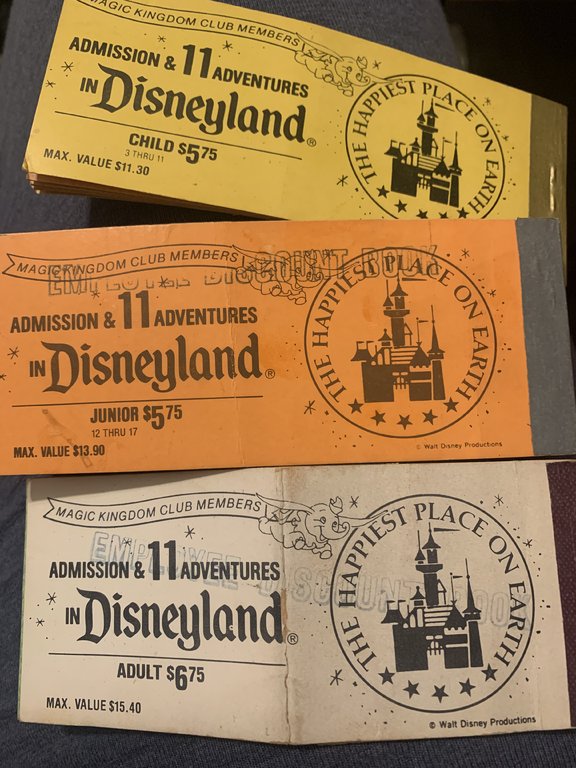 MAGIC KINGDOM CLUB MEMBERS
ADMISSION & 11 ADVENTURES
IN Disneyland®
CHILD $5.75
3 THRU 11
MAX. VALUE $11.30
THE HAPPIEST PLACE ON EARTH
MAGIC KINGDOM CLUB MEMBERS
EMPLOYEE DISCOUNT BOOK
ADMISSION & 11 ADVENTURES
IN Disneyland®
JUNIOR $5.75
12 THRU 17
MAX. VALUE $13.90
THE HAPPIEST PLACE ON EARTH
© Walt Disney Productions
MAGIC KINGDOM CLUB MEMBERS
EMPLOYEE DISCOUNT BOOK
ADMISSION & 11 ADVENTURES
IN Disneyland®
ADULT $6.75
MAX. VALUE $15.40
THE HAPPIEST PLACE ON EARTH
© Walt Disney Productions